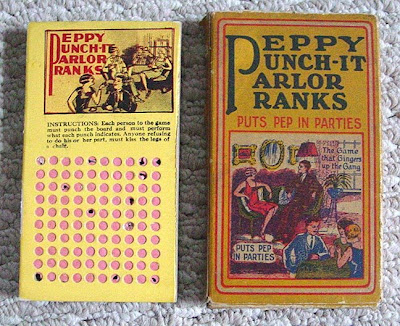 PEPPY
PUNCH-IT
PARLOR
PRANKS
INSTRUCTIONS: Each person to the game
must punch the board and must perform
what each punch indicates. Anyone refusing
to do his or her part, must kiss the legs of
a chair.
PEPPY
PUNCH-IT
PARLOR
PRANKS
PUTS PEP IN PARTIES
The Game
that Gingers
up the Gang
PUTS PEP
IN PARTIES